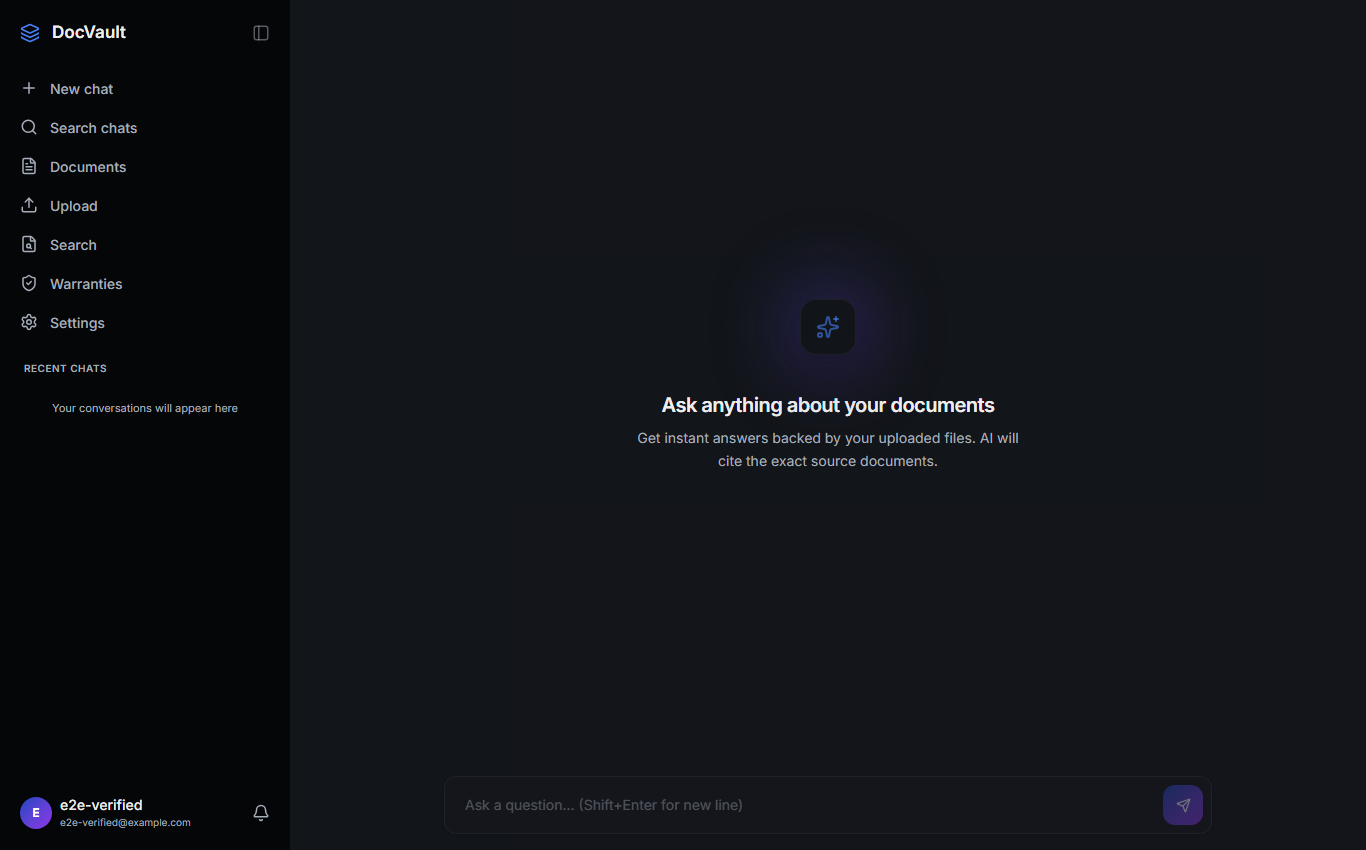 DocVault
New chat
Search chats
Documents
Upload
Search
Warranties
Settings
RECENT CHATS
Your conversations will appear here
Ask anything about your documents
Get instant answers backed by your uploaded files. AI will
cite the exact source documents.
Ask a question... (Shift+Enter for new line)
E
e2e-verified
e2e-verified@example.com